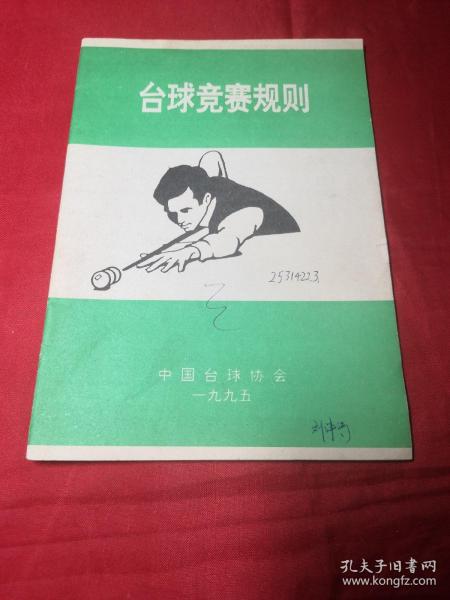 台球竞赛规则
25314223
中国台球协会
一九九五
孔夫子旧书网
www.kongfz.com